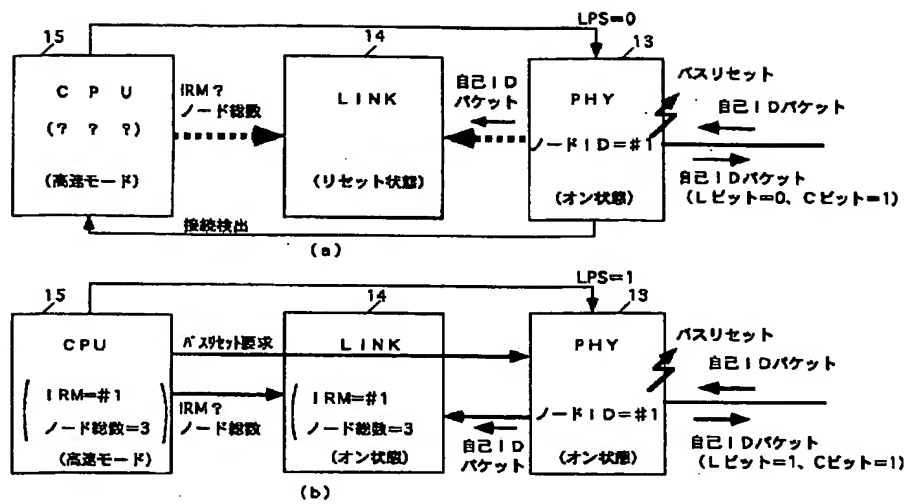 LPS=0
15
14
13
C P U
(? ? ?)
(高速モード)
IRM?
ノード総数
LINK
(リセット状態)
自己ID
パケット
PHY
ノードID=#1
(オン状態)
バスリセット
自己IDパケット
自己IDパケット
(Lビット=0、Cビット=1)
接続検出
(a)
LPS=1
15
14
13
CPU
IRM=#1
ノード総数=3
(高速モード)
バスリセット要求
IRM?
ノード総数
LINK
IRM=#1
ノード総数=3
(オン状態)
自己ID
パケット
PHY
ノードID=#1
(オン状態)
バスリセット
自己IDパケット
自己IDパケット
(Lビット=1、Cビット=1)
(b)